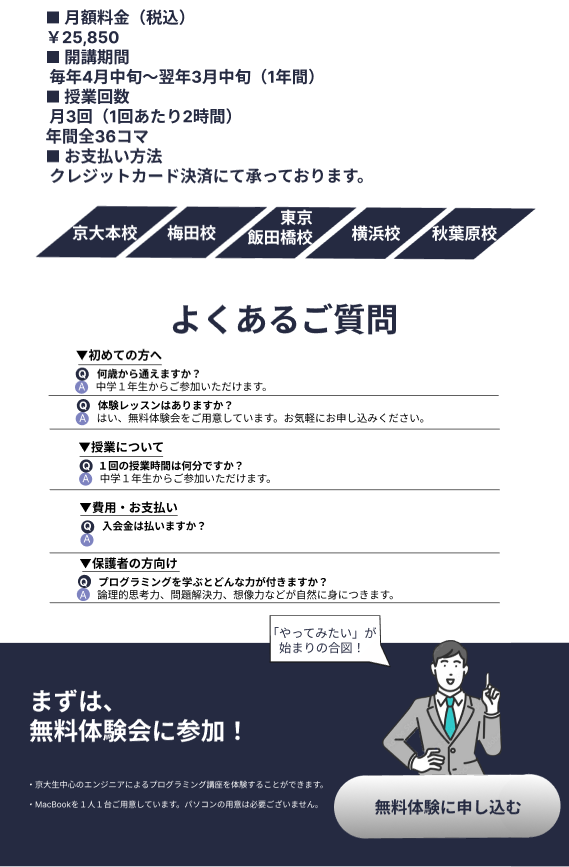 ■ 月額料金（税込）
￥25,850
■ 開講期間
毎年4月中旬～翌年3月中旬（1年間）
■ 授業回数
月3回（1回あたり2時間）
年間全36コマ
■ お支払い方法
クレジットカード決済にて承っております。
京大本校
梅田校
東京
飯田橋校
横浜校
秋葉原校
よくあるご質問
▼初めての方へ
Q 何歳から通えますか？
A 中学１年生からご参加いただけます。
Q 体験レッスンはありますか？
A はい、無料体験会をご用意しています。お気軽にお申し込みください。
▼授業について
Q １回の授業時間は何分ですか？
A 中学１年生からご参加いただけます。
▼費用・お支払い
Q 入会金は払いますか？
A
▼保護者の方向け
Q プログラミングを学ぶとどんな力が付きますか？
A 論理的思考力、問題解決力、想像力などが自然に身につきます。
「やってみたい」が
始まりの合図！
まずは、
無料体験会に参加！
・京大生中心のエンジニアによるプログラミング講座を体験することができます。
・MacBookを１人１台ご用意しています。パソコンの用意は必要ございません。
無料体験に申し込む